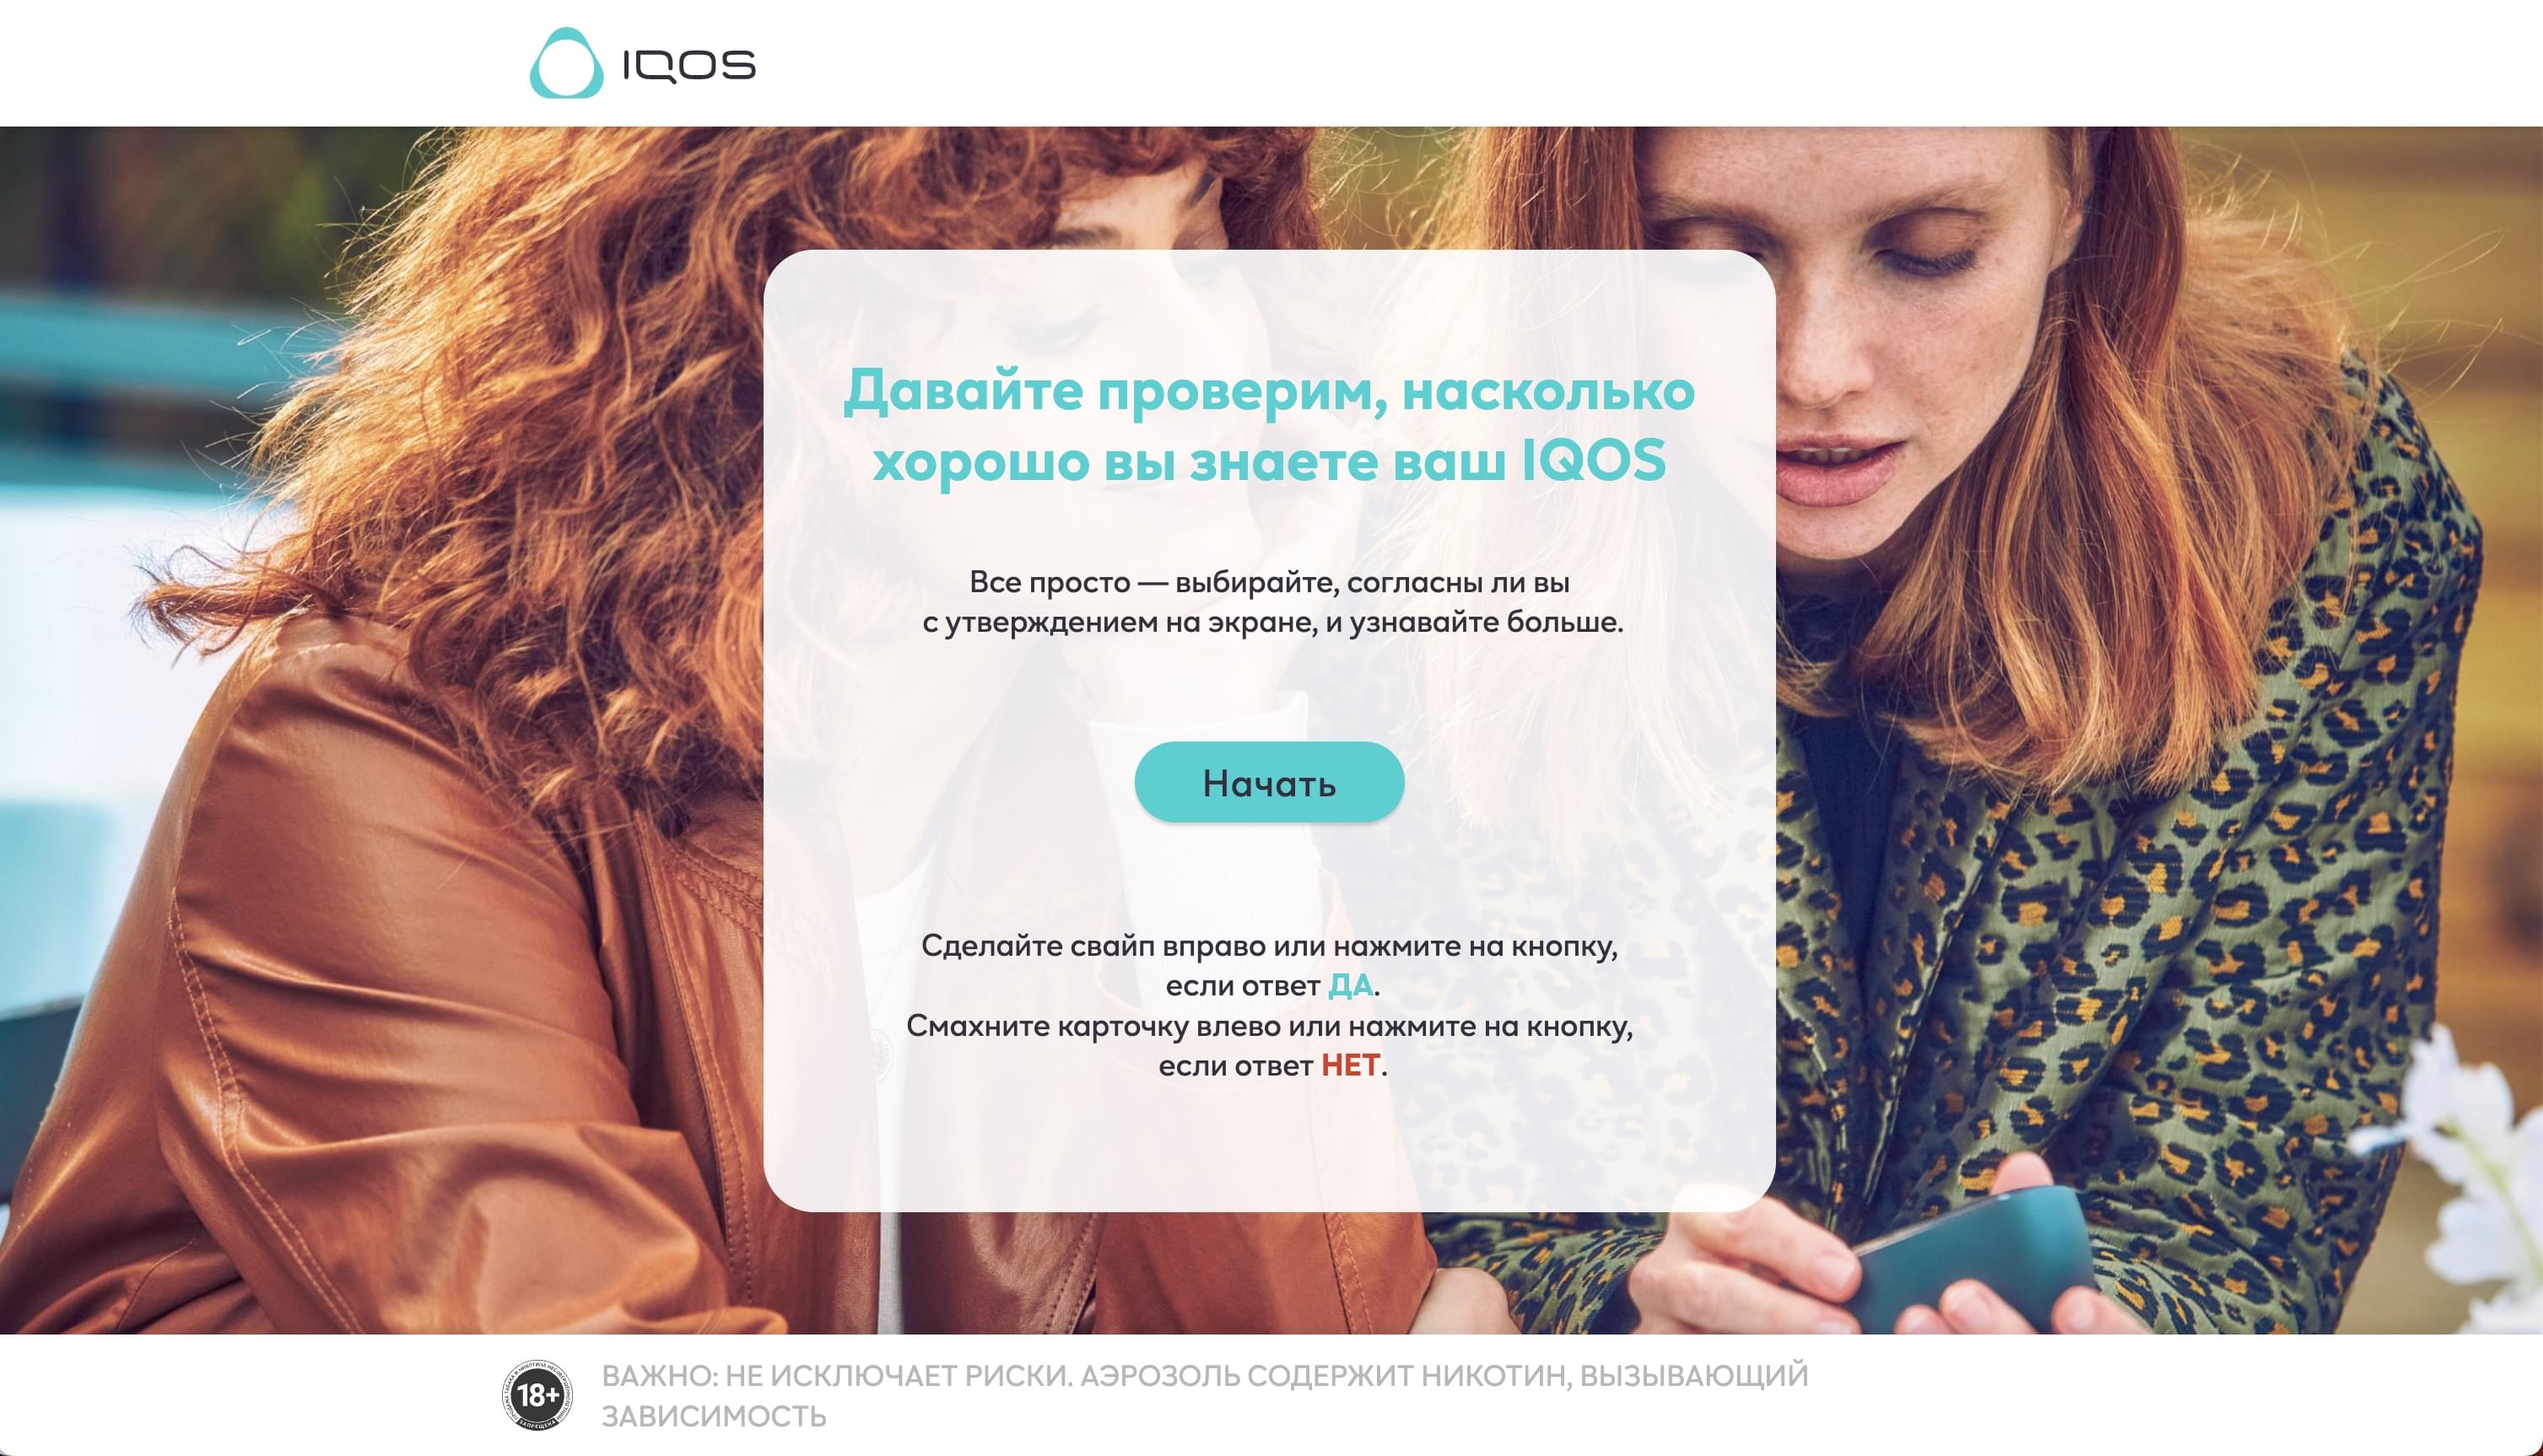 IQOS
Давайте проверим, насколько
хорошо вы знаете ваш IQOS
Все просто — выбирайте, согласны ли вы
с утверждением на экране, и узнавайте больше.
Начать
Сделайте свайп вправо или нажмите на кнопку,
если ответ ДА.
Смахните карточку влево или нажмите на кнопку,
если ответ НЕТ.
18+
ВАЖНО: НЕ ИСКЛЮЧАЕТ РИСКИ. АЭРОЗОЛЬ СОДЕРЖИТ НИКОТИН, ВЫЗЫВАЮЩИЙ
ЗАВИСИМОСТЬ